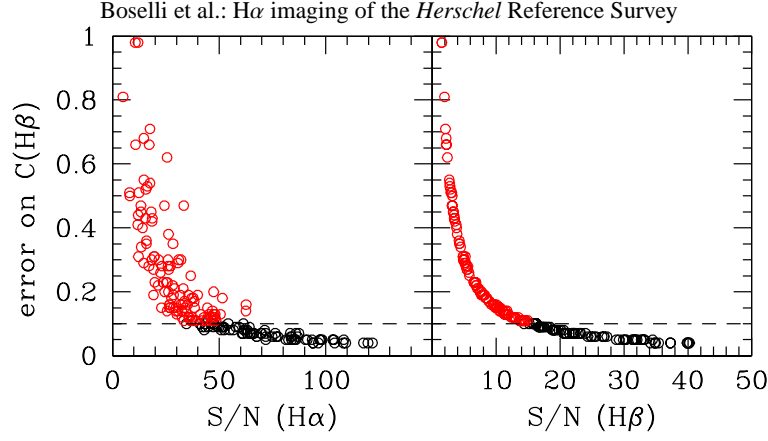 Boselli et al.: Hα imaging of the Herschel Reference Survey
error on C(Hβ)
1
0.8
0.6
0.4
0.2
0
0 50 100
10 20 30 40 50
S/N (Hα)
S/N (Hβ)